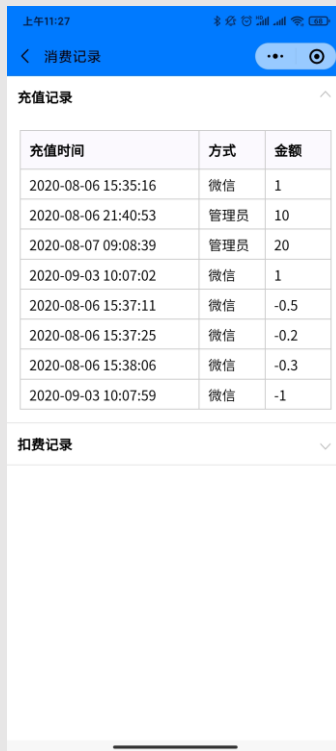 上午11:27
68
消费记录
充值记录
充值时间 方式 金额
2020-08-06 15:35:16 微信 1
2020-08-06 21:40:53 管理员 10
2020-08-07 09:08:39 管理员 20
2020-09-03 10:07:02 微信 1
2020-08-06 15:37:11 微信 -0.5
2020-08-06 15:37:25 微信 -0.2
2020-08-06 15:38:06 微信 -0.3
2020-09-03 10:07:59 微信 -1
扣费记录